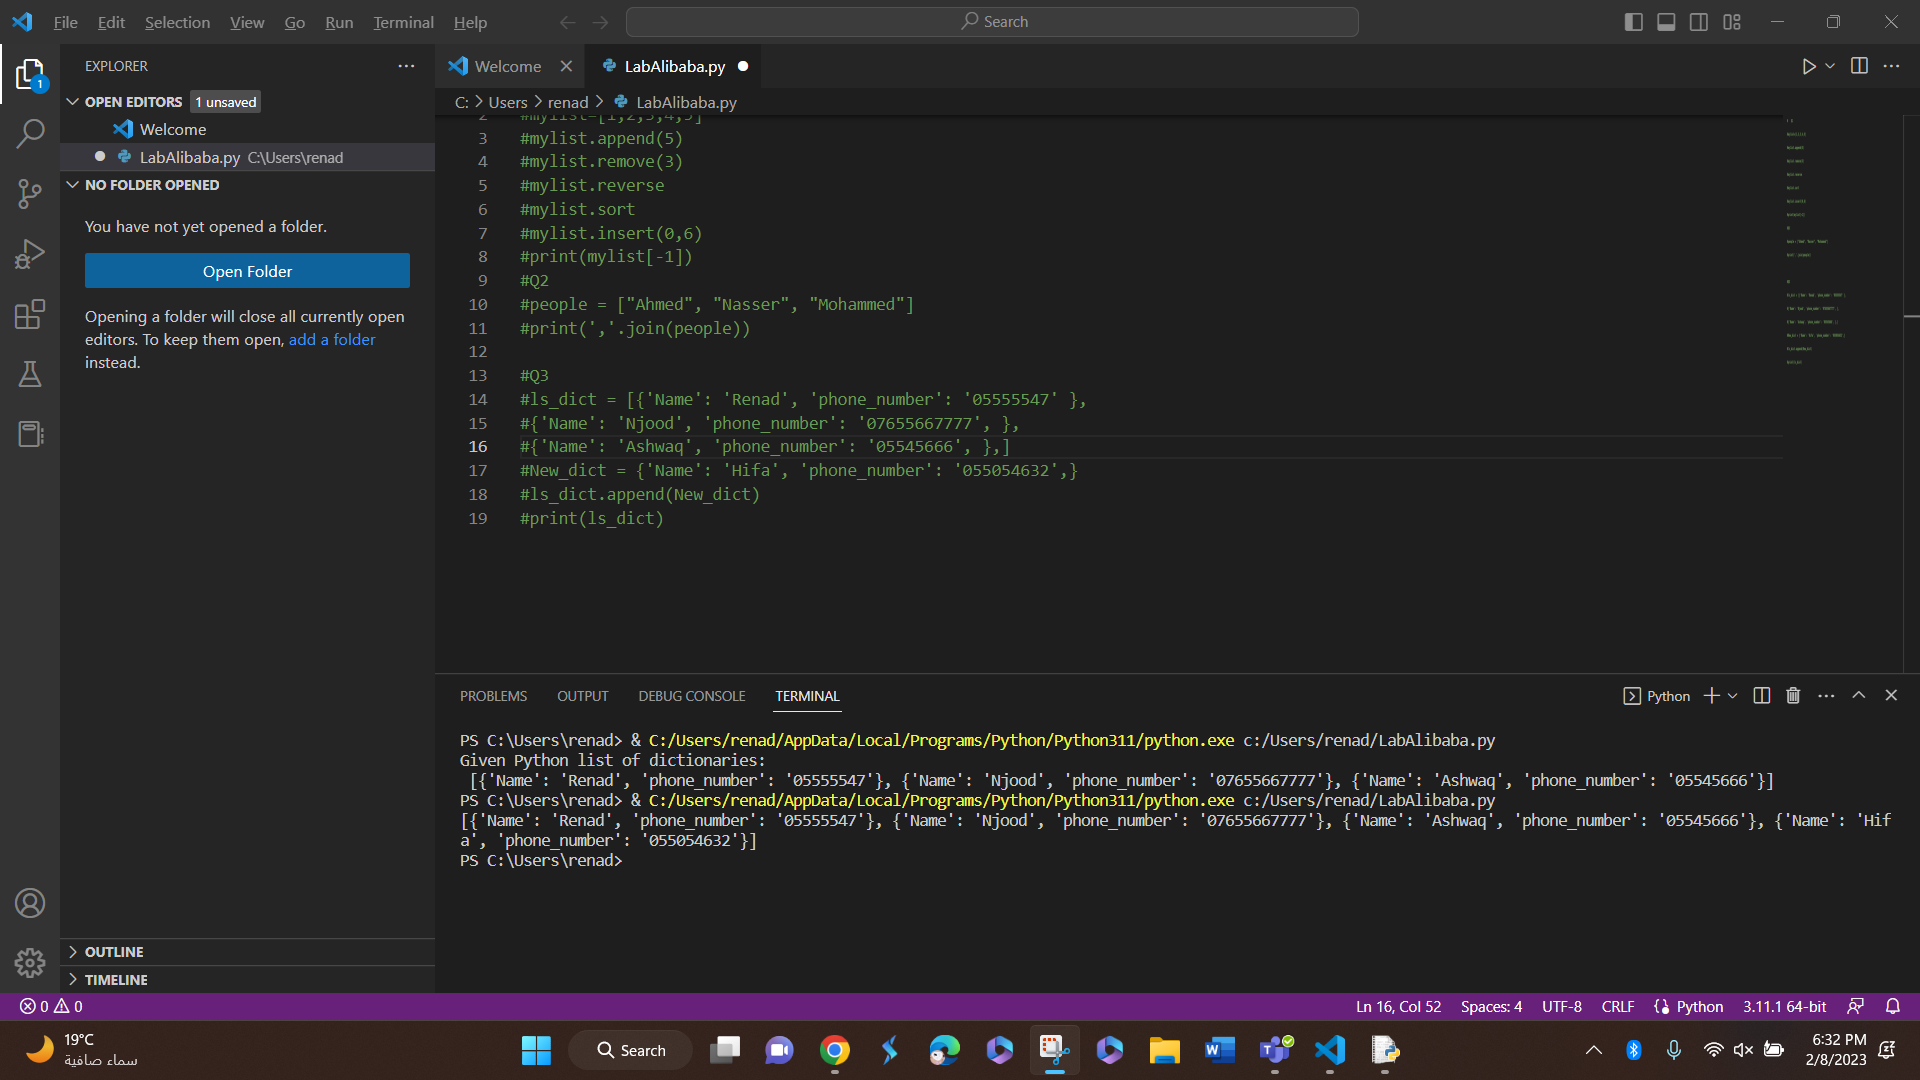 File Edit Selection View Go Run Terminal Help
Search
EXPLORER
Welcome
LabAlibaba.py
1
OPEN EDITORS 1 unsaved
C: > Users > renad > LabAlibaba.py
Welcome
LabAlibaba.py C:\Users\renad
NO FOLDER OPENED
You have not yet opened a folder.
Open Folder
Opening a folder will close all currently open
editors. To keep them open, add a folder
instead.
2 #mylist=[1,2,3,4,5]
3 #mylist.append(5)
4 #mylist.remove(3)
5 #mylist.reverse
6 #mylist.sort
7 #mylist.insert(0,6)
8 #print(mylist[-1])
9 #Q2
10 #people = ["Ahmed", "Nasser", "Mohammed"]
11 #print(','.join(people))
12
13 #Q3
14 #ls_dict = [{'Name': 'Renad', 'phone_number': '05555547' },
15 #{'Name': 'Njood', 'phone_number': '07655667777', },
16 #{'Name': 'Ashwaq', 'phone_number': '05545666', },]
17 #New_dict = {'Name': 'Hifa', 'phone_number': '055054632',}
18 #ls_dict.append(New_dict)
19 #print(ls_dict)
PROBLEMS OUTPUT DEBUG CONSOLE TERMINAL
Python
PS C:\Users\renad> & C:/Users/renad/AppData/Local/Programs/Python/Python311/python.exe c:/Users/renad/LabAlibaba.py
Given Python list of dictionaries:
[{'Name': 'Renad', 'phone_number': '05555547'}, {'Name': 'Njood', 'phone_number': '07655667777'}, {'Name': 'Ashwaq', 'phone_number': '05545666'}]
PS C:\Users\renad> & C:/Users/renad/AppData/Local/Programs/Python/Python311/python.exe c:/Users/renad/LabAlibaba.py
[{'Name': 'Renad', 'phone_number': '05555547'}, {'Name': 'Njood', 'phone_number': '07655667777'}, {'Name': 'Ashwaq', 'phone_number': '05545666'}, {'Name': 'Hif
a', 'phone_number': '055054632'}]
PS C:\Users\renad>
OUTLINE
TIMELINE
0 0
Ln 16, Col 52 Spaces: 4 UTF-8 CRLF Python 3.11.1 64-bit
19°C
سماء صافية
Search
6:32 PM
2/8/2023